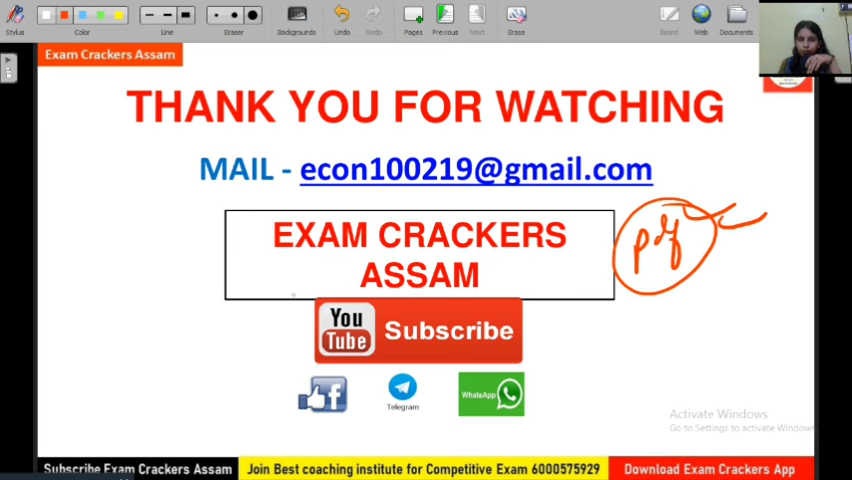 Stylus
Color
Line
Eraser
Backgrounds
Undo
Redo
Pages
Previous
Next
Erase
Board
Web
Documents
Exam Crackers Assam
THANK YOU FOR WATCHING
MAIL - econ100219@gmail.com
EXAM CRACKERS
ASSAM
pdf
You
Tube
Subscribe
f
Telegram
WhatsApp
Activate Windows
Go to Settings to activate Windows
Subscribe Exam Crackers Assam
Join Best coaching institute for Competitive Exam 6000575929
Download Exam Crackers App